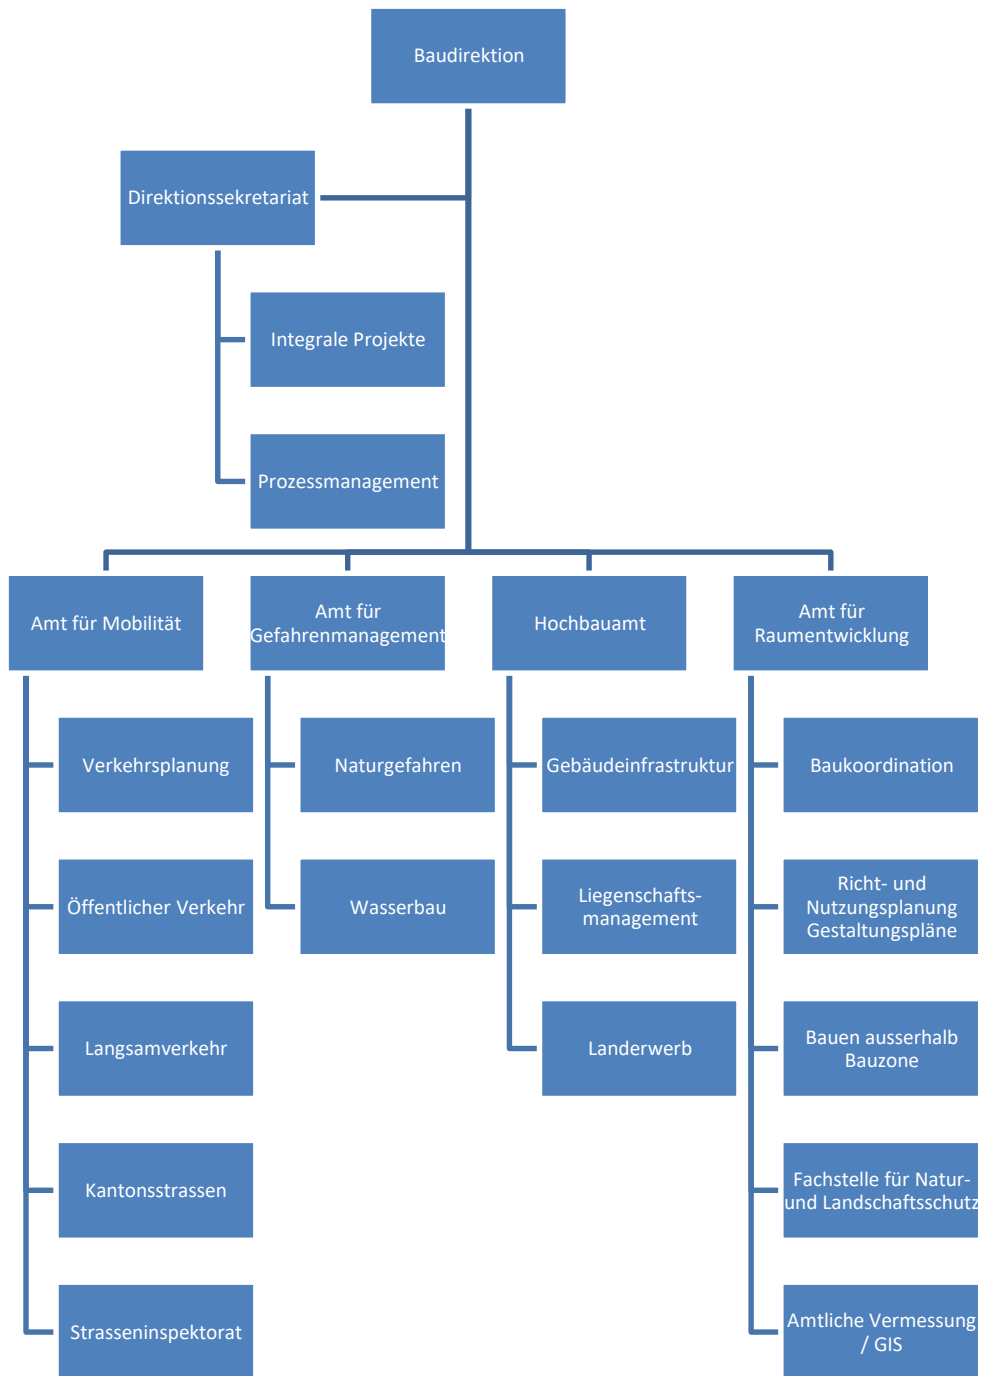 Baudirektion
Direktionssekretariat
Integrale Projekte
Prozessmanagement
Amt für Mobilität
Verkehrsplanung
Öffentlicher Verkehr
Langsamverkehr
Kantonsstrassen
Strasseninspektorat
Amt für
Gefahrenmanagement
Naturgefahren
Wasserbau
Hochbauamt
Gebäudeinfrastruktur
Liegenschafts-
management
Landerwerb
Amt für
Raumentwicklung
Baukoordination
Richt- und
Nutzungsplanung
Gestaltungspläne
Bauen ausserhalb
Bauzone
Fachstelle für Natur-
und Landschaftsschutz
Amtliche Vermessung
/ GIS